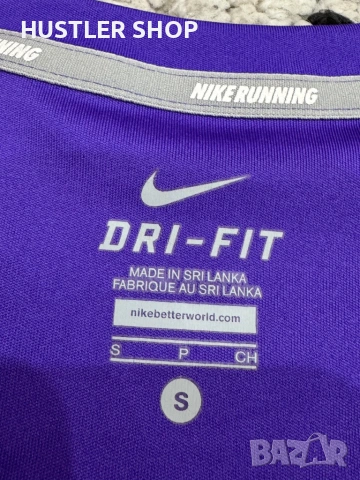 HUSTLER SHOP
RUNNING
NIKE RUNNING
DRI-FIT
MADE IN SRI LANKA
FABRIQUE AU SRI LANKA
nikebetterworld.com
S P CH
S
BAZAR